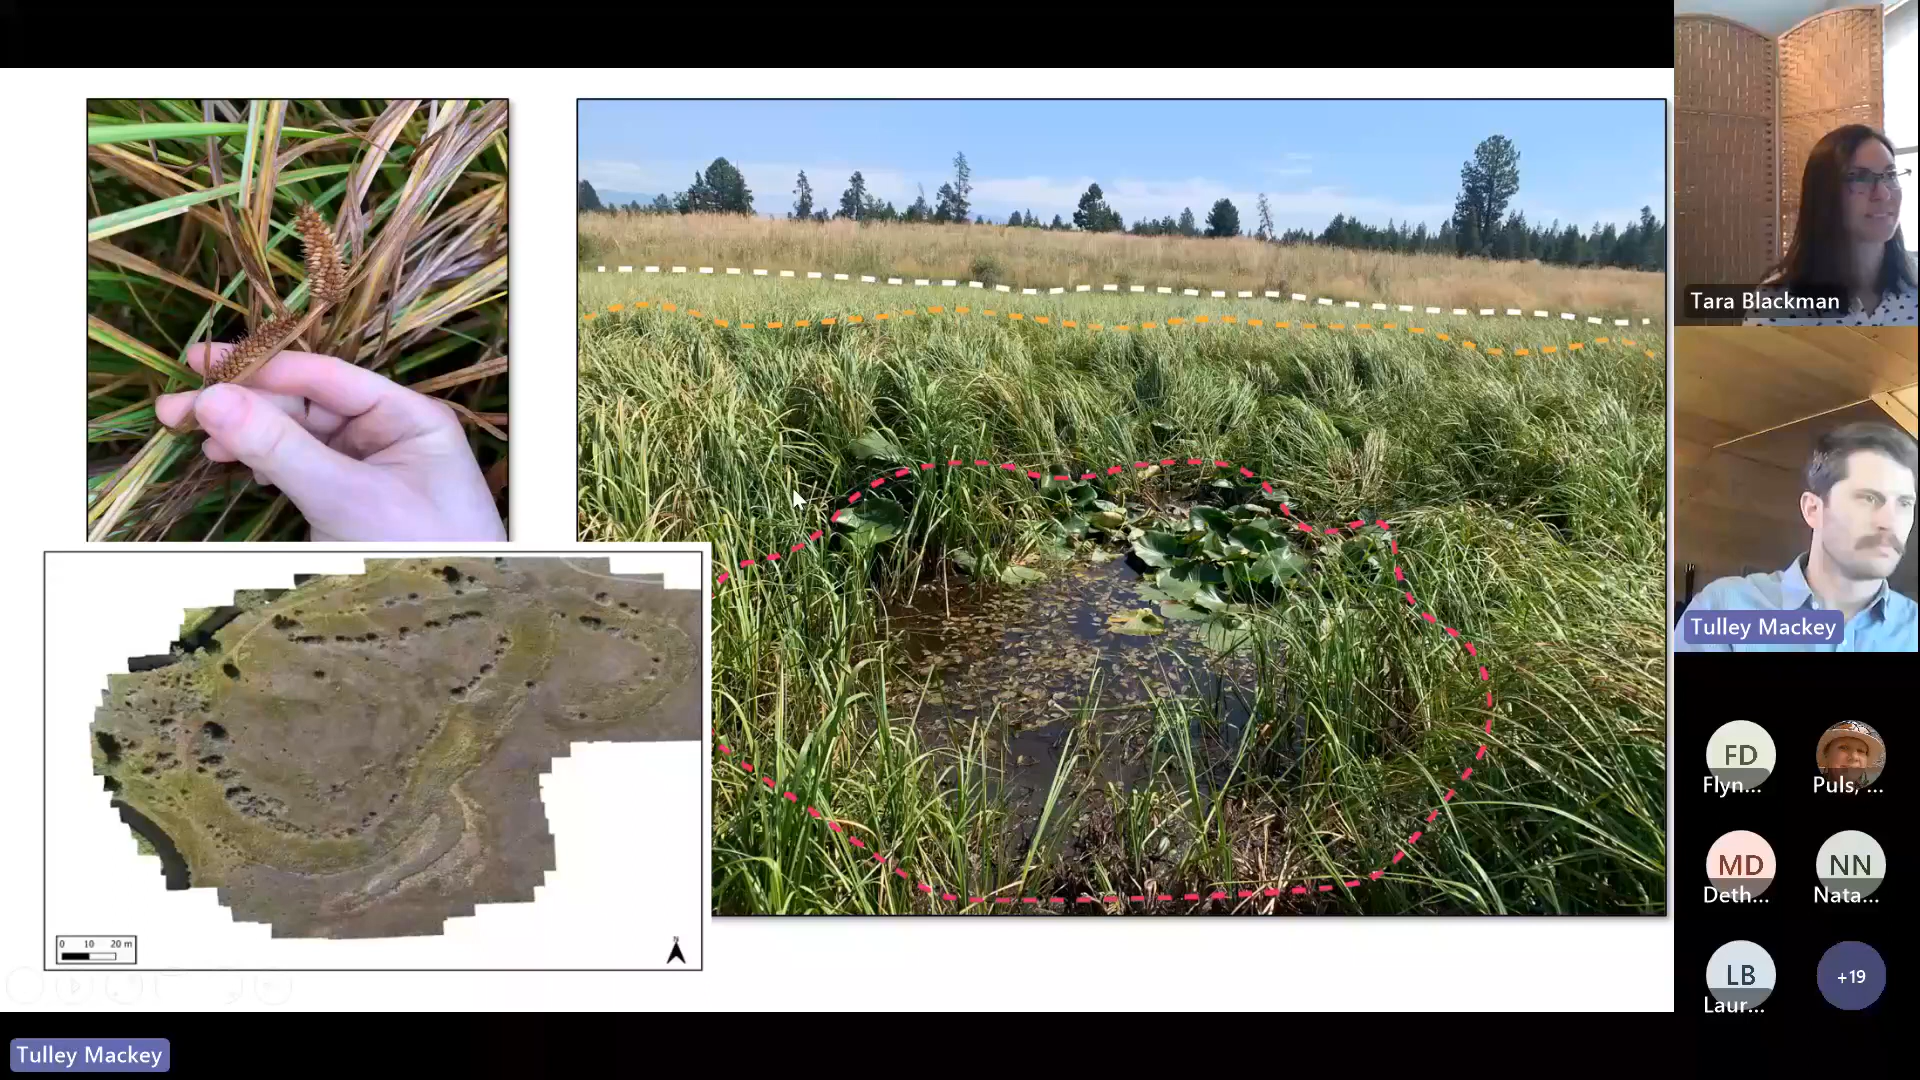 Tara Blackman
Tulley Mackey
FD
Flyn...
Puls, ...
MD
Deth...
NN
Nata...
LB
Laur...
+19
0 10 20 m
N
Tulley Mackey